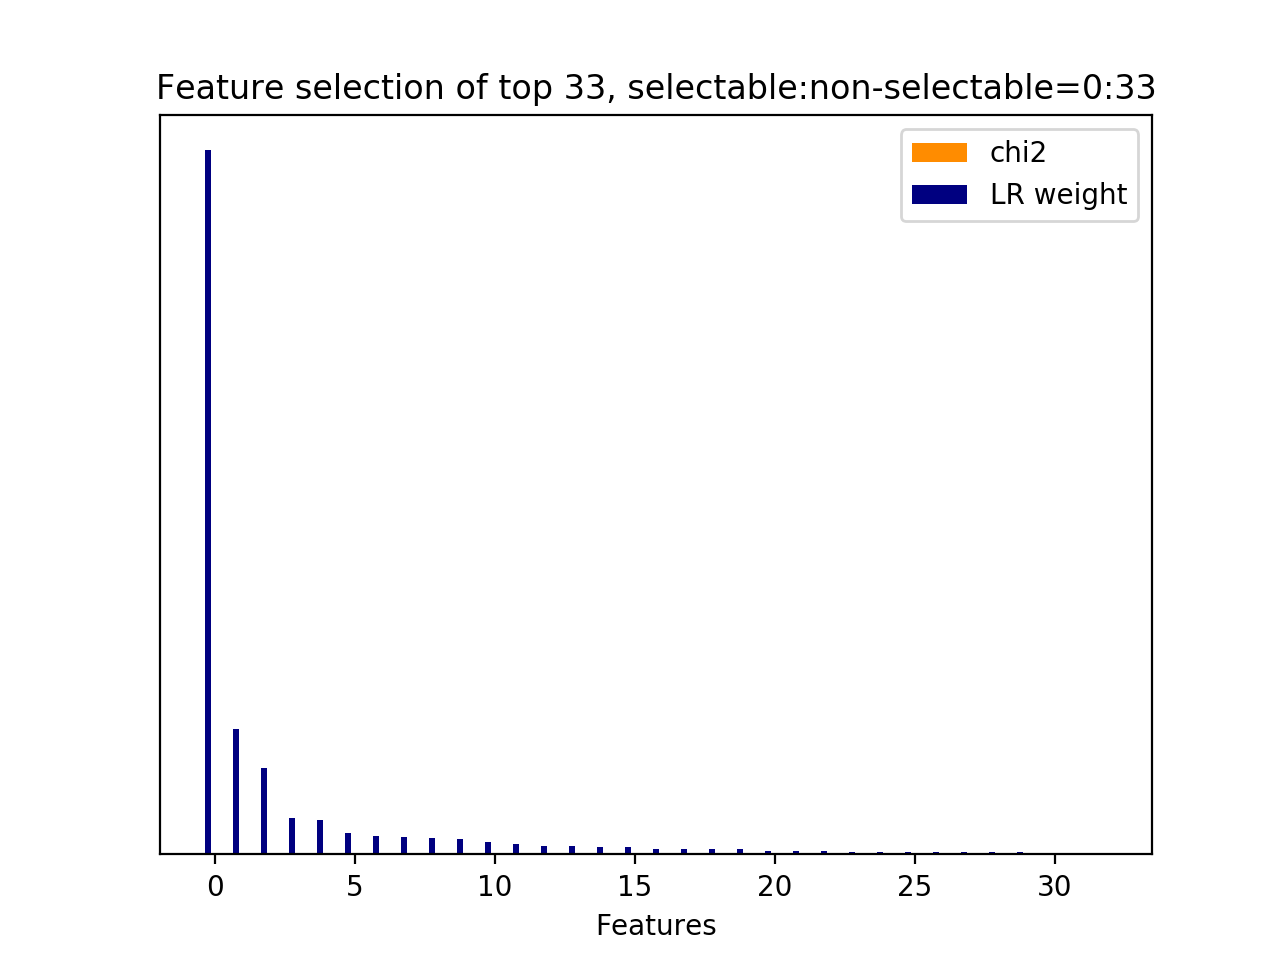 Feature selection of top 33, selectable:non-selectable=0:33
chi2
LR weight
0 5 10 15 20 25 30
Features